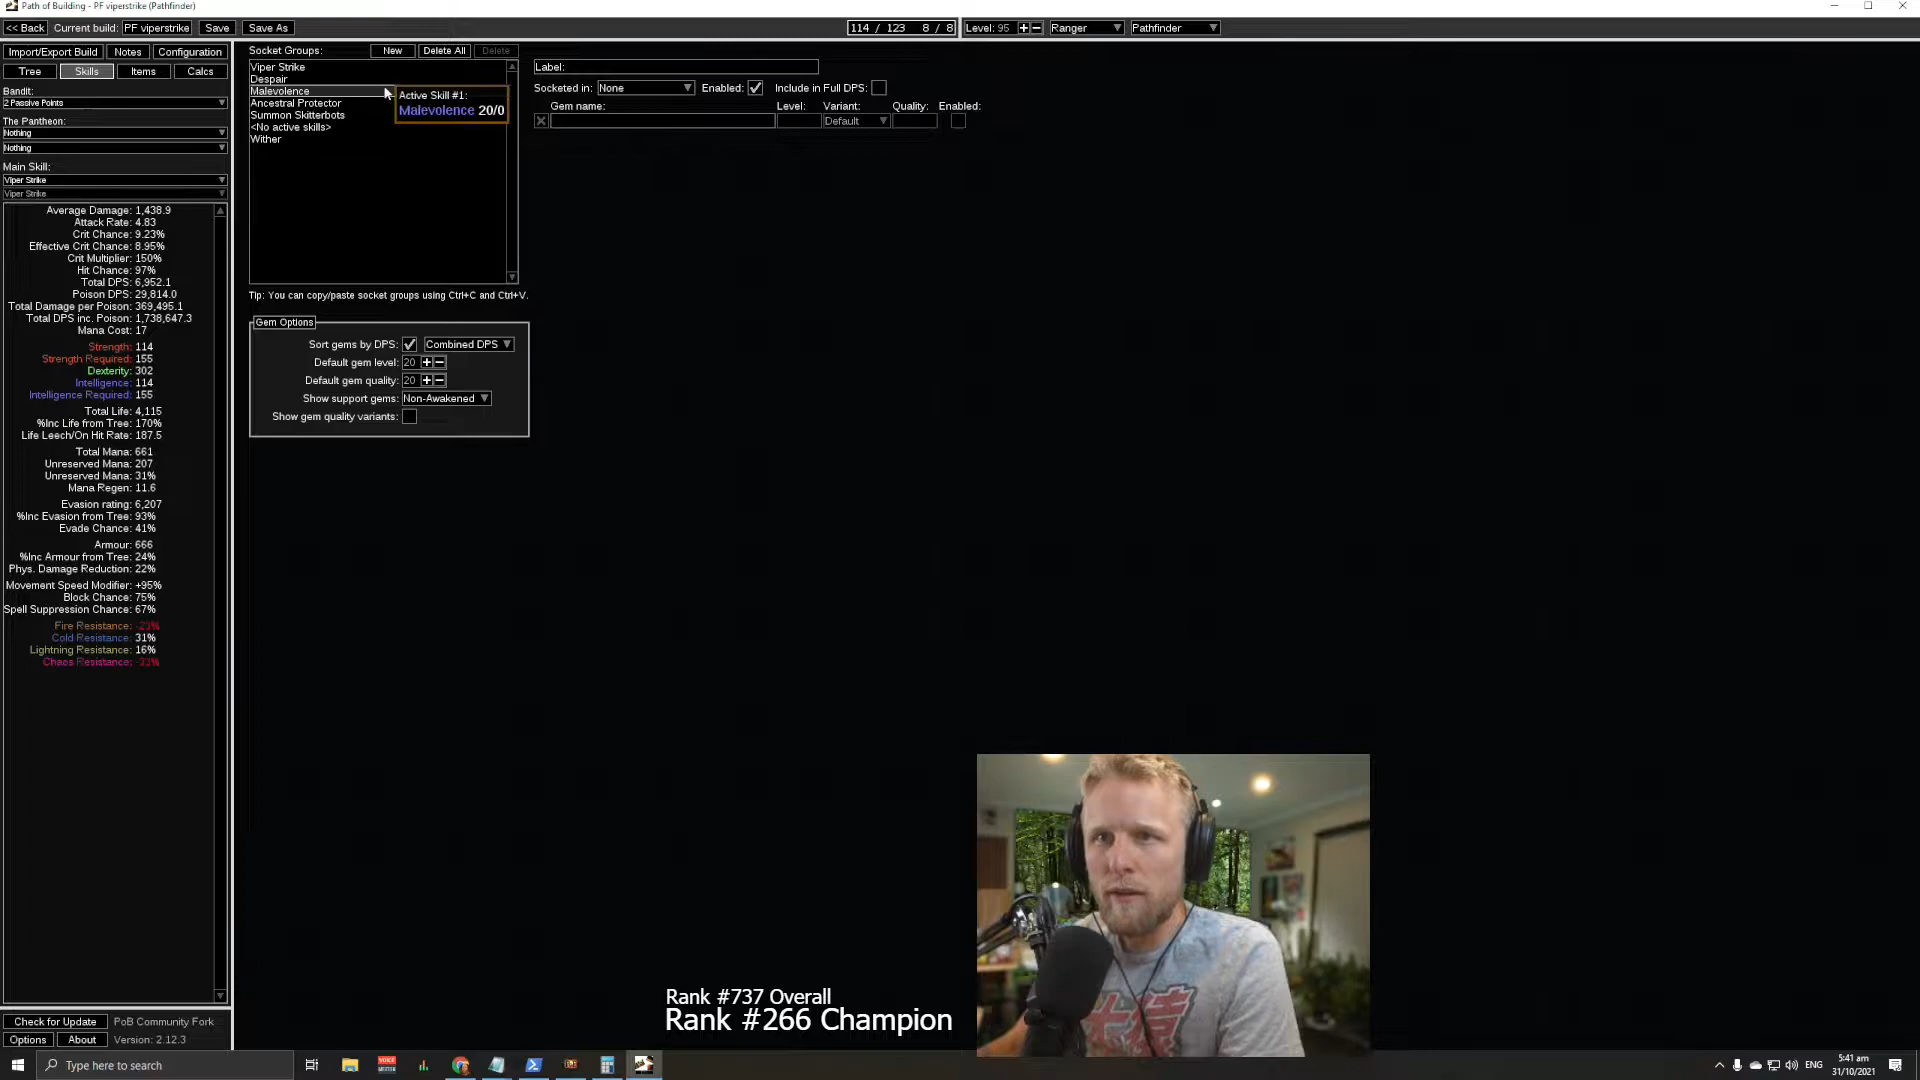 Path of Building - PF viperstrike (Pathfinder)
<< Back Current build: PF viperstrike Save Save As 114 / 123 8 / 8 Level: 95 Ranger Pathfinder
Import/Export Build Notes Configuration
Tree Skills Items Calcs
Bandit:
2 Passive Points
The Pantheon:
Nothing
Nothing
Main Skill:
Viper Strike
Viper Strike
Average Damage: 1,438.9
Attack Rate: 4.83
Crit Chance: 9.23%
Effective Crit Chance: 8.95%
Crit Multiplier: 150%
Hit Chance: 97%
Total DPS: 6,952.1
Poison DPS: 29,814.0
Total Damage per Poison: 369,495.1
Total DPS inc. Poison: 1,738,647.3
Mana Cost: 17
Strength: 114
Strength Required: 155
Dexterity: 302
Intelligence: 114
Intelligence Required: 155
Total Life: 4,115
%Inc Life from Tree: 170%
Life Leech/On Hit Rate: 187.5
Total Mana: 661
Unreserved Mana: 207
Unreserved Mana: 31%
Mana Regen: 11.6
Evasion rating: 6,207
%Inc Evasion from Tree: 93%
Evade Chance: 41%
Armour: 666
%Inc Armour from Tree: 24%
Phys. Damage Reduction: 22%
Movement Speed Modifier: +95%
Block Chance: 75%
Spell Suppression Chance: 67%
Fire Resistance:
Cold Resistance: 31%
Lightning Resistance: 16%
Chaos Resistance:
Check for Update PoB Community Fork
Options About Version: 2.12.3
Socket Groups: New Delete All Delete
Viper Strike
Despair
Malevolence
Ancestral Protector
Summon Skitterbots
<No active skills>
Wither
Active Skill #1:
Malevolence 20/0
Tip: You can copy/paste socket groups using Ctrl+C and Ctrl+V.
Gem Options
Sort gems by DPS: Combined DPS
Default gem level: 20
Default gem quality: 20
Show support gems: Non-Awakened
Show gem quality variants:
Label:
Socketed in: None Enabled: Include in Full DPS:
Gem name: Level: Variant: Quality: Enabled:
Default
Rank #737 Overall
Rank #266 Champion
Type here to search
ENG
5:41 am
31/10/2021